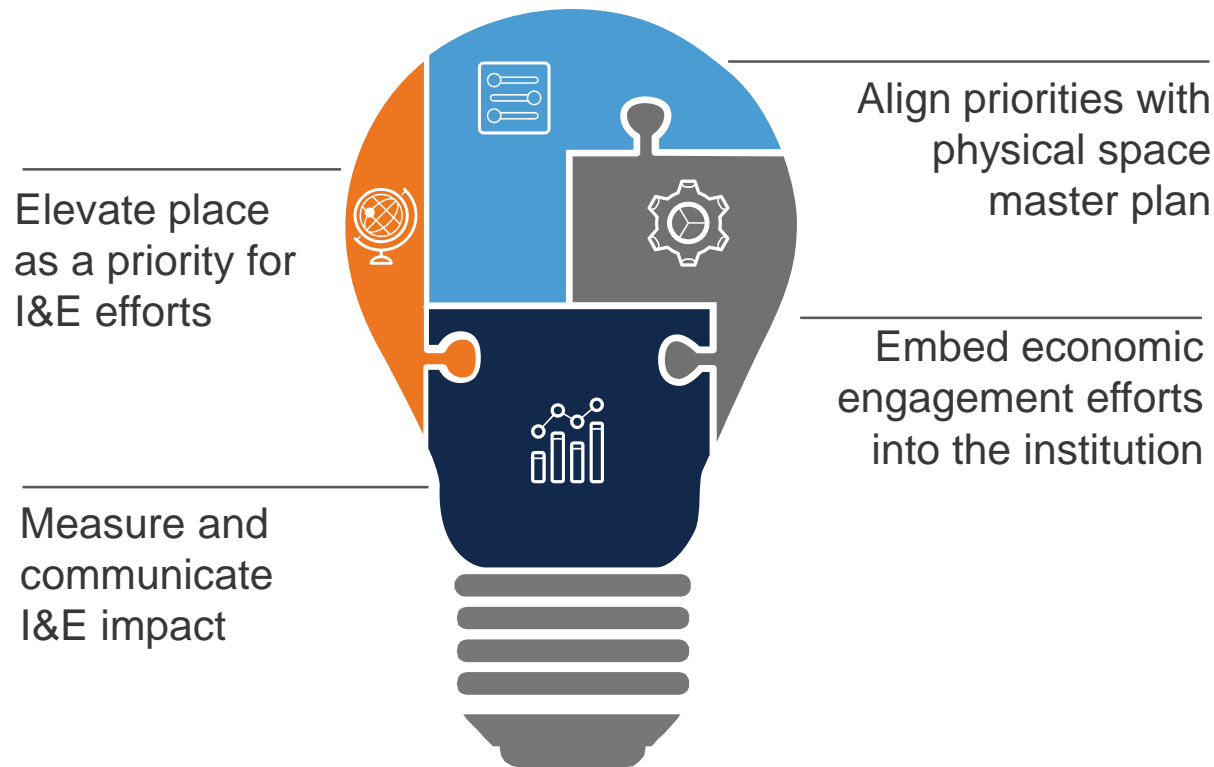 Elevate place
as a priority for
I&E efforts
Measure and
communicate
I&E impact
Align priorities with
physical space
master plan
Embed economic
engagement efforts
into the institution